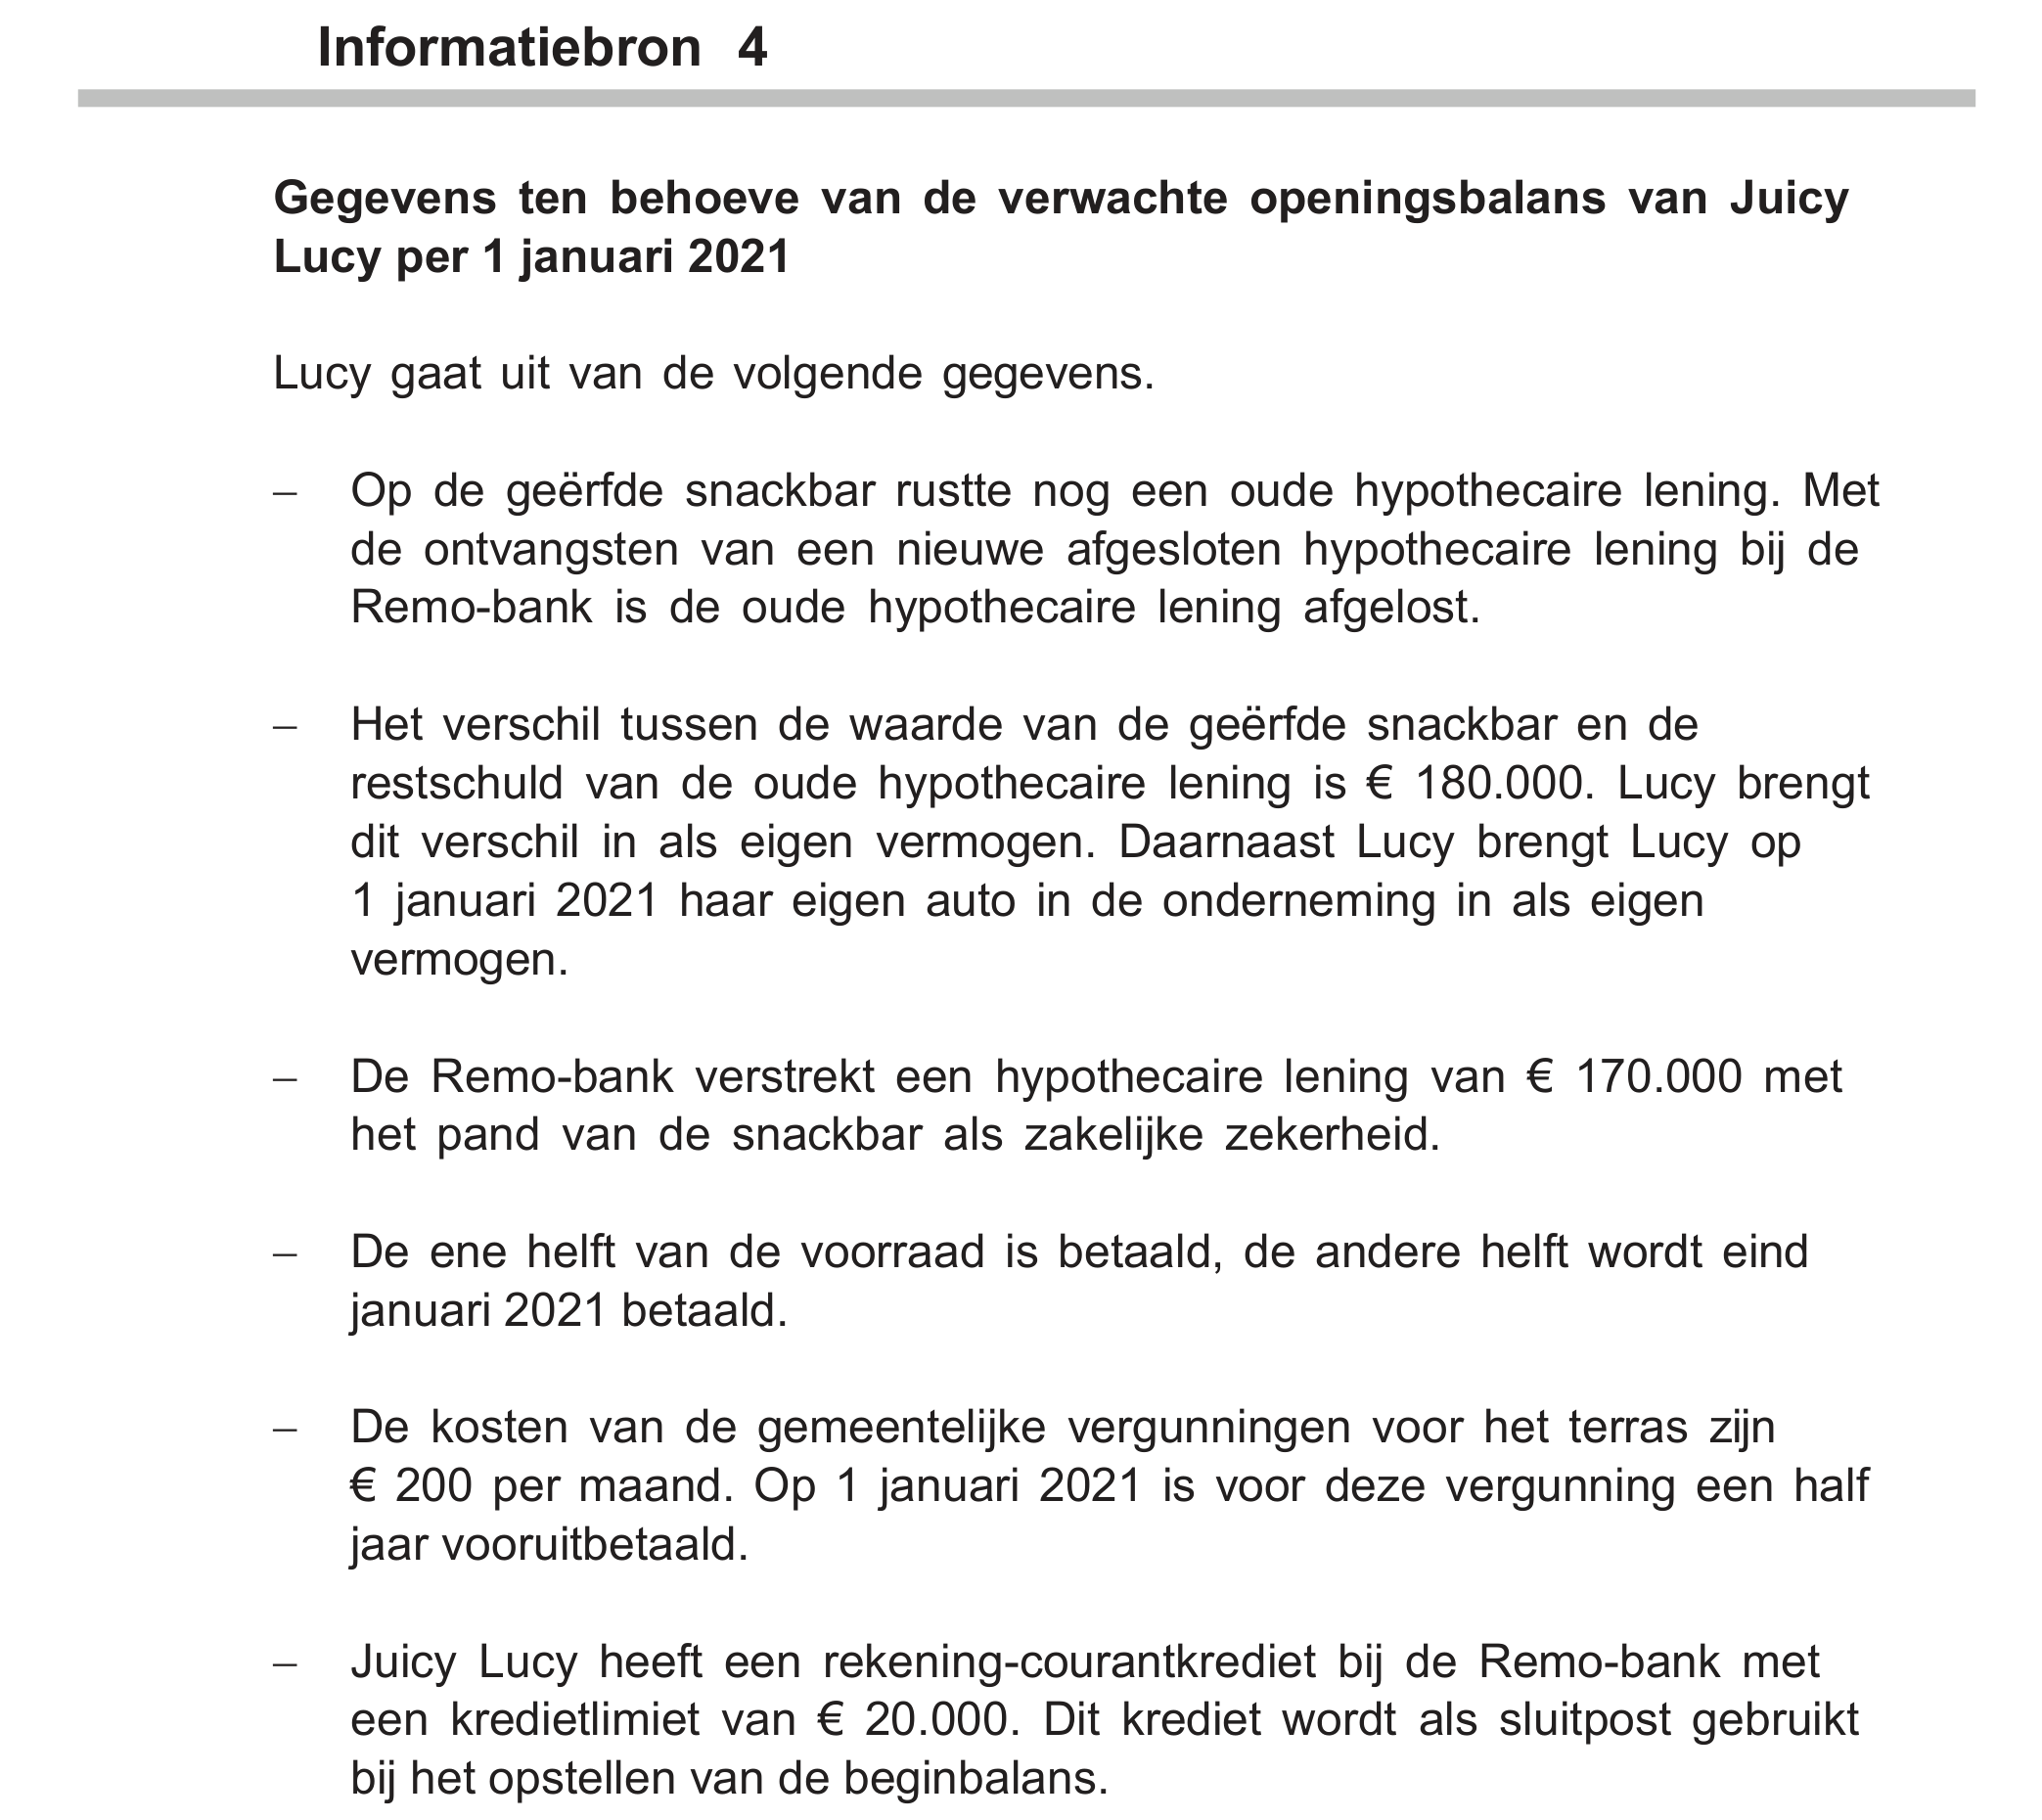 Informatiebron 4
Gegevens ten behoeve van de verwachte openingsbalans van Juicy
Lucy per 1 januari 2021
Lucy gaat uit van de volgende gegevens.
– Op de geërfde snackbar rustte nog een oude hypothecaire lening. Met
de ontvangsten van een nieuwe afgesloten hypothecaire lening bij de
Remo-bank is de oude hypothecaire lening afgelost.
– Het verschil tussen de waarde van de geërfde snackbar en de
restschuld van de oude hypothecaire lening is € 180.000. Lucy brengt
dit verschil in als eigen vermogen. Daarnaast Lucy brengt Lucy op
1 januari 2021 haar eigen auto in de onderneming in als eigen
vermogen.
– De Remo-bank verstrekt een hypothecaire lening van € 170.000 met
het pand van de snackbar als zakelijke zekerheid.
– De ene helft van de voorraad is betaald, de andere helft wordt eind
januari 2021 betaald.
– De kosten van de gemeentelijke vergunningen voor het terras zijn
€ 200 per maand. Op 1 januari 2021 is voor deze vergunning een half
jaar vooruitbetaald.
– Juicy Lucy heeft een rekening-courantkrediet bij de Remo-bank met
een kredietlimiet van € 20.000. Dit krediet wordt als sluitpost gebruikt
bij het opstellen van de beginbalans.